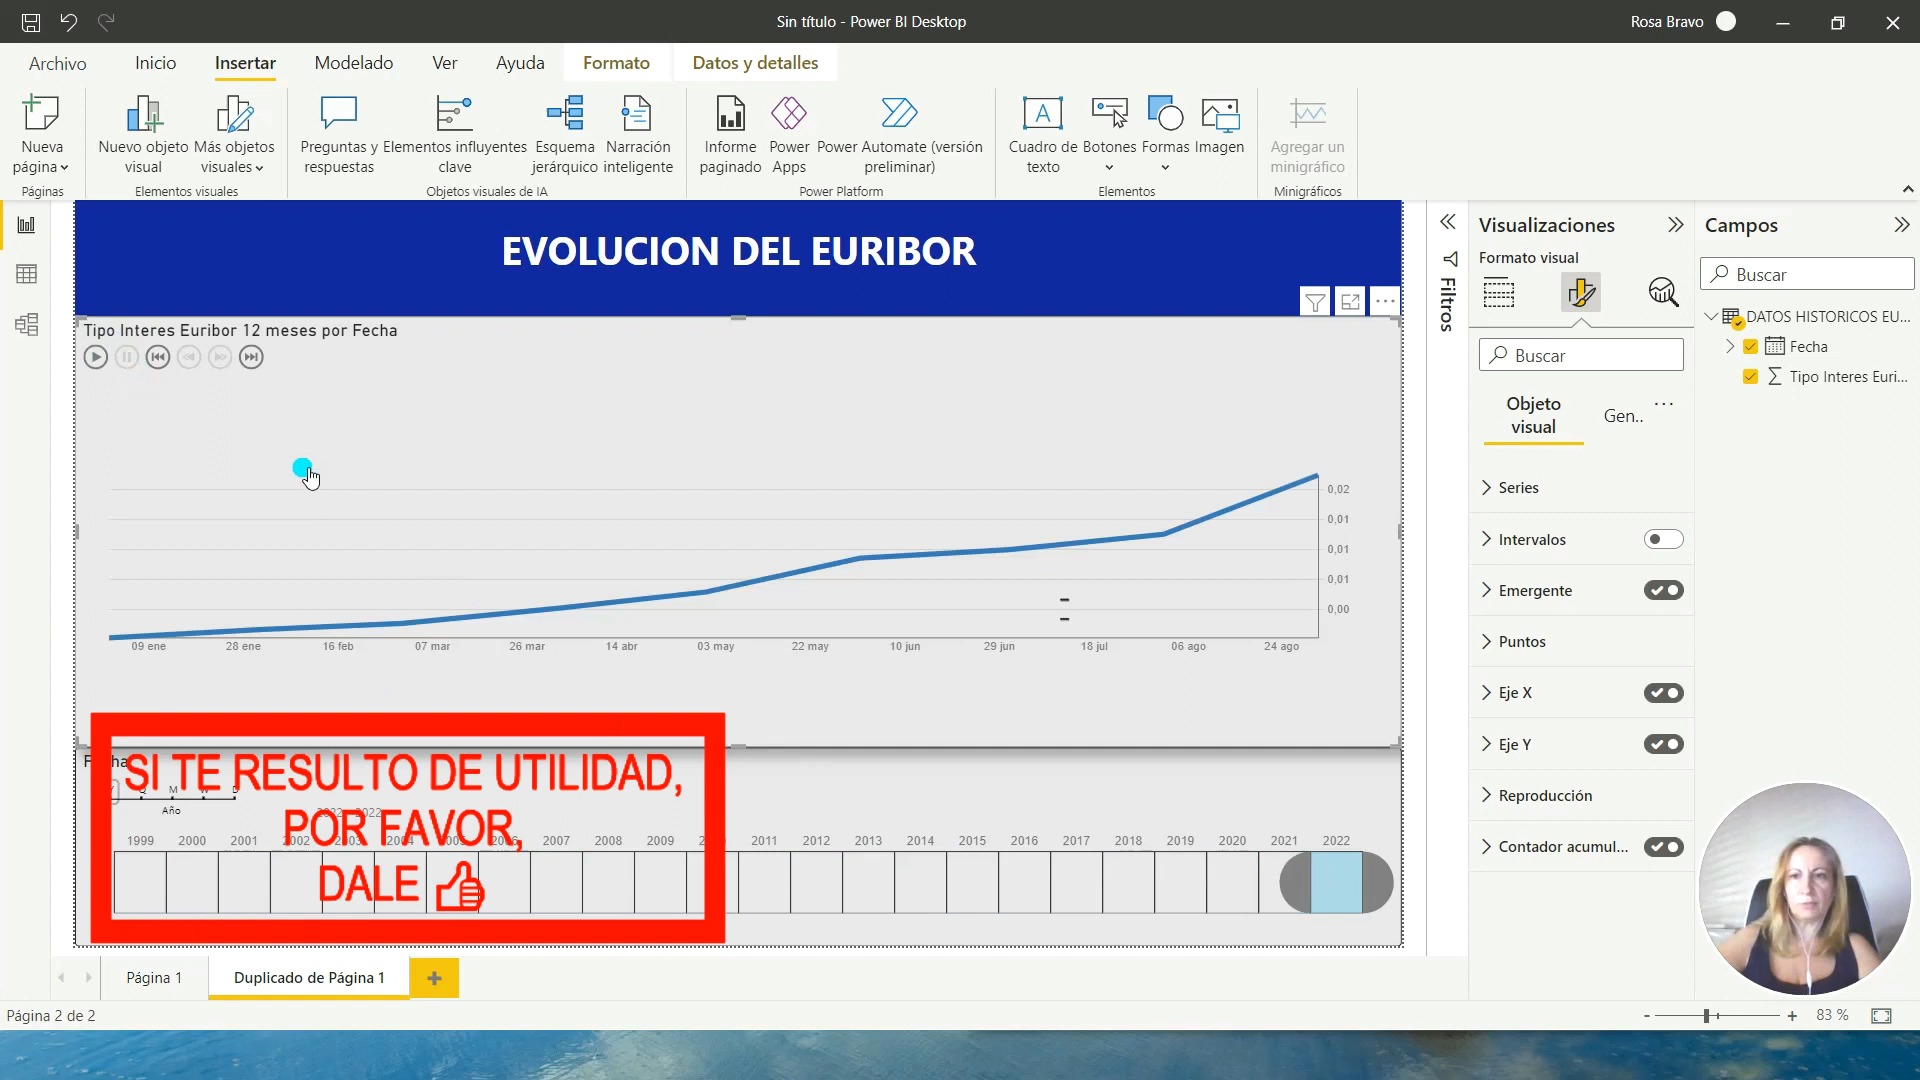 Sin título - Power BI Desktop
Rosa Bravo
Archivo Inicio Insertar Modelado Ver Ayuda Formato Datos y detalles
Nueva página
Nuevo objeto visual
Más objetos visuales
Preguntas y respuestas
Elementos influyentes clave
Esquema jerárquico
Narración inteligente
Informe paginado
Power Apps
Power Automate (versión preliminar)
Cuadro de texto
Botones
Formas
Imagen
Agregar un minigráfico
Páginas
Elementos visuales
Objetos visuales de IA
Power Platform
Elementos
Minigráficos
EVOLUCION DEL EURIBOR
Tipo Interes Euribor 12 meses por Fecha
0,02
0,01
0,01
0,01
0,00
09 ene 28 ene 16 feb 07 mar 26 mar 14 abr 03 may 22 may 10 jun 29 jun 18 jul 06 ago 24 ago
SI TE RESULTO DE UTILIDAD,
POR FAVOR,
DALE
Q M W D
Año
2022 - 2022
1999 2000 2001 2002 2003 2004 2005 2006 2007 2008 2009 2011 2012 2013 2014 2015 2016 2017 2018 2019 2020 2021 2022
Filtros
Visualizaciones
Formato visual
Buscar
Objeto visual
Gen..
Series
Intervalos
Emergente
Puntos
Eje X
Eje Y
Reproducción
Contador acumul...
Campos
Buscar
DATOS HISTORICOS EU...
Fecha
Tipo Interes Euri...
Página 1
Duplicado de Página 1
Página 2 de 2
83 %